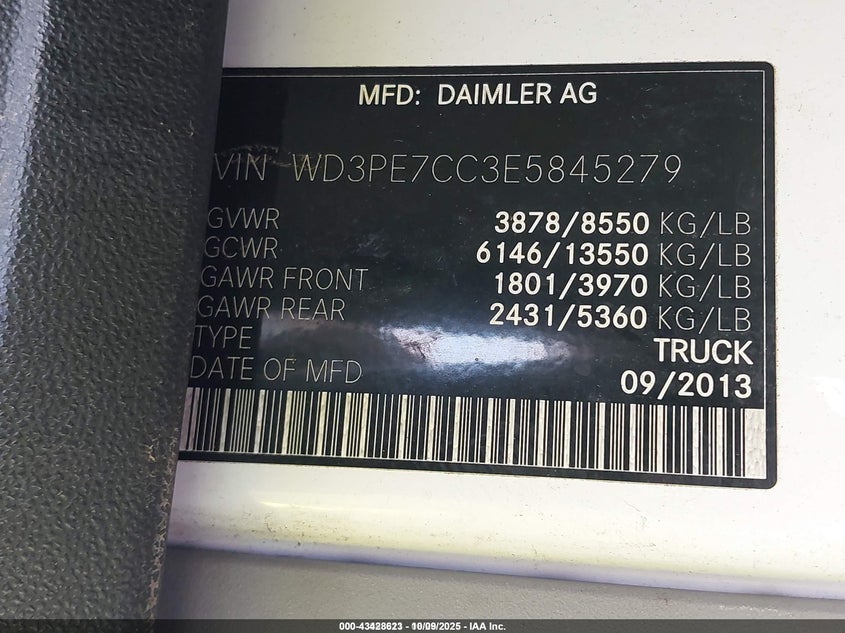 MFD: DAIMLER AG
VIN WD3PE7CC3E5845279
GVWR 3878/8550 KG/LB
GCWR 6146/13550 KG/LB
GAWR FRONT 1801/3970 KG/LB
GAWR REAR 2431/5360 KG/LB
TYPE TRUCK
DATE OF MFD 09/2013
000-43428623 - 10/09/2025 - IAA Inc.